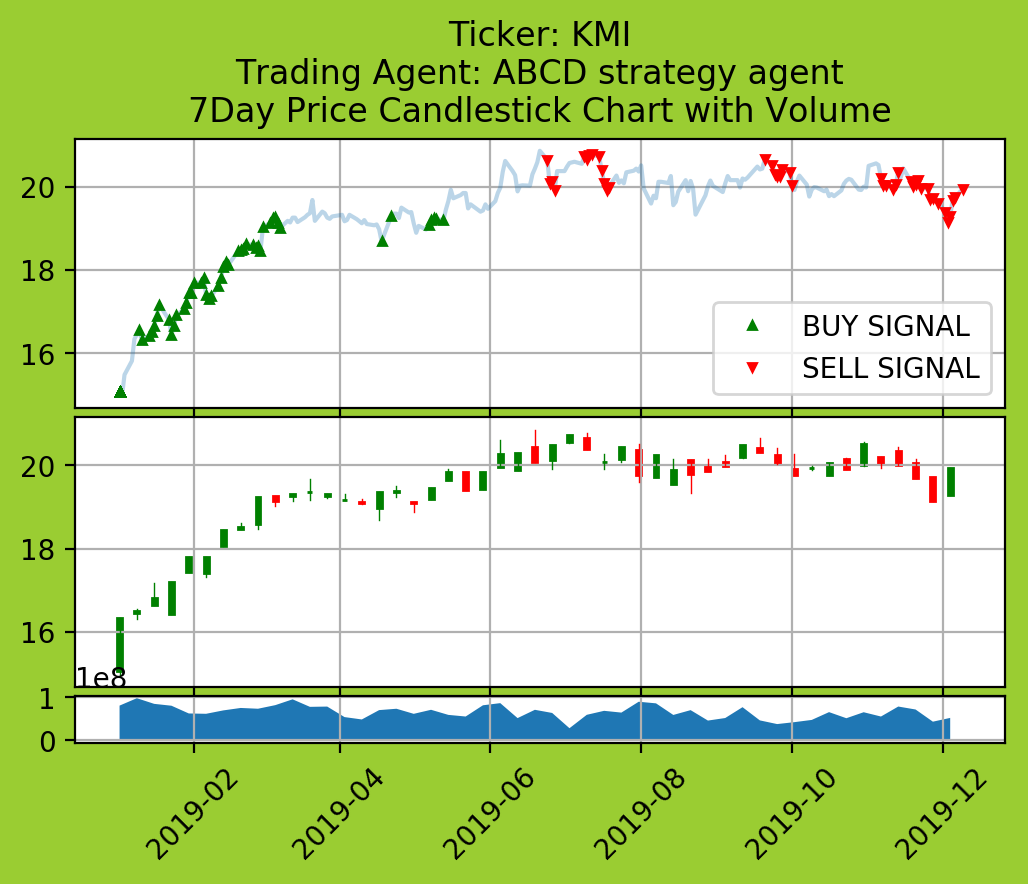 Ticker: KMI
Trading Agent: ABCD strategy agent
7Day Price Candlestick Chart with Volume
20
18
16
BUY SIGNAL
SELL SIGNAL
20
18
16
1e8
1
0
2019-02
2019-04
2019-06
2019-08
2019-10
2019-12